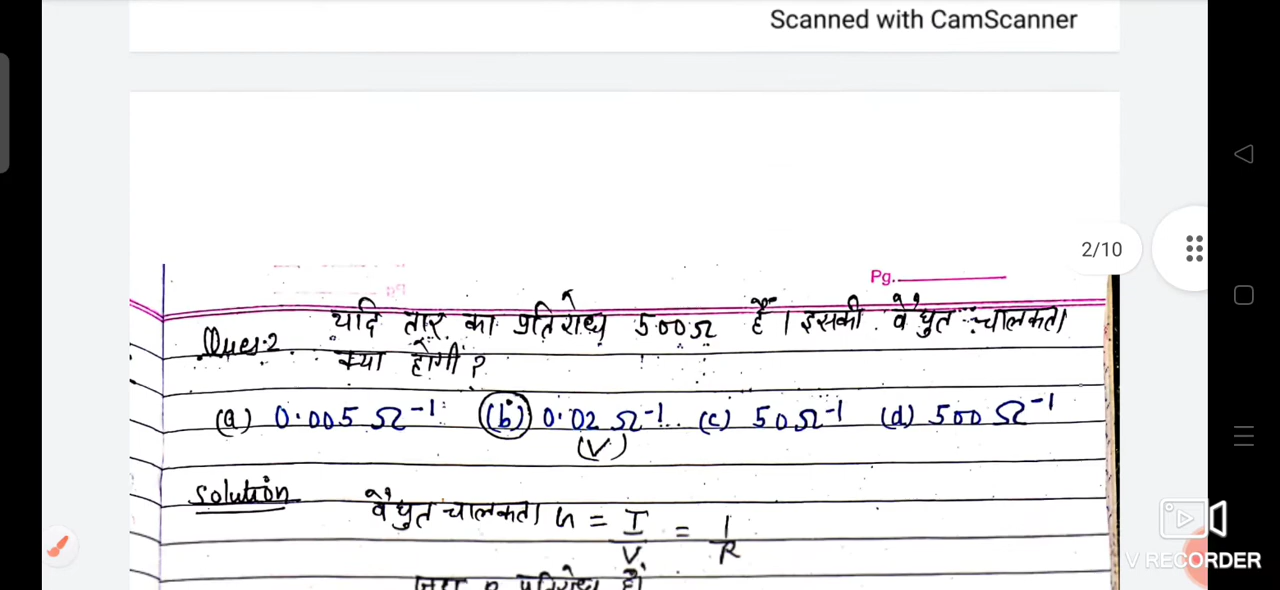 Scanned with CamScanner
2/10
Pg.
Ques.2 यदि तार का प्रतिरोध 500Ω है। इसकी वैधुत चालकता
क्या होगी?
(a) 0.005 Ω⁻¹ (b) 0.02 Ω⁻¹ (c) 50Ω⁻¹ (d) 500 Ω⁻¹
(V)
Solution वैधुत चालकता G = I/V = 1/R
V RECORDER